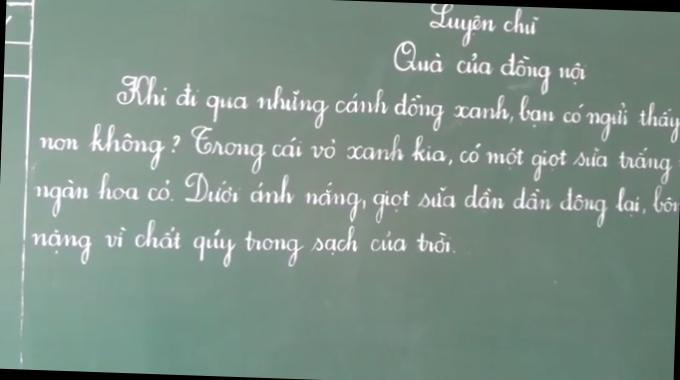 Luyện chữ
Quà của đồng nội
Khi đi qua những cánh đồng xanh, bạn có ngửi thấy
non không? Trong cái vỏ xanh kia, có một giọt sữa trắng
ngàn hoa cỏ. Dưới ánh nắng, giọt sữa dần dần đông lại, bôn
nặng vì chất quý trong sạch của trời.